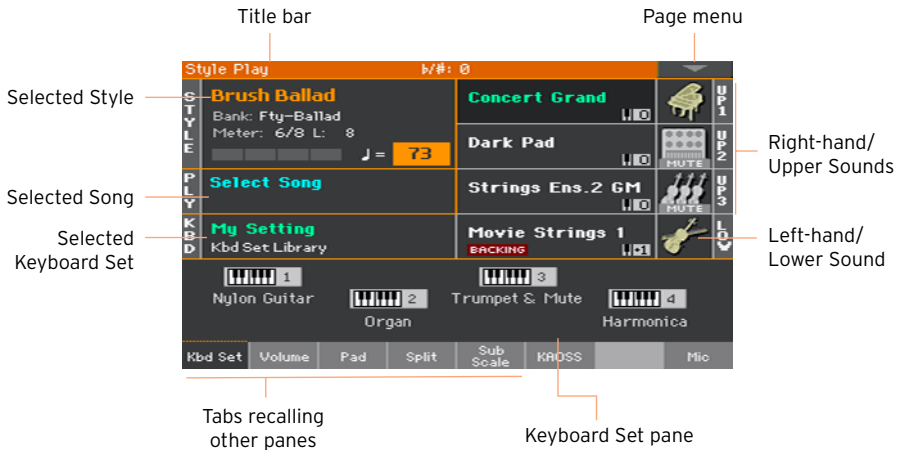 Title bar
Page menu
Style Play ♭/#: 0
Selected Style
STYLE
Brush Ballad
Bank: Fty-Ballad
Meter: 6/8 L: 8
♩= 73
Concert Grand
UP1
Dark Pad
MUTE
UP2
Right-hand/
Upper Sounds
Selected Song
PLY
Select Song
Strings Ens.2 GM
MUTE
UP3
Selected
Keyboard Set
KBD
My Setting
Kbd Set Library
Movie Strings 1
BACKING
+1
LOW
Left-hand/
Lower Sound
1
Nylon Guitar
2
Organ
3
Trumpet & Mute
4
Harmonica
Kbd Set Volume Pad Split Sub Scale KAOSS Mic
Tabs recalling
other panes
Keyboard Set pane